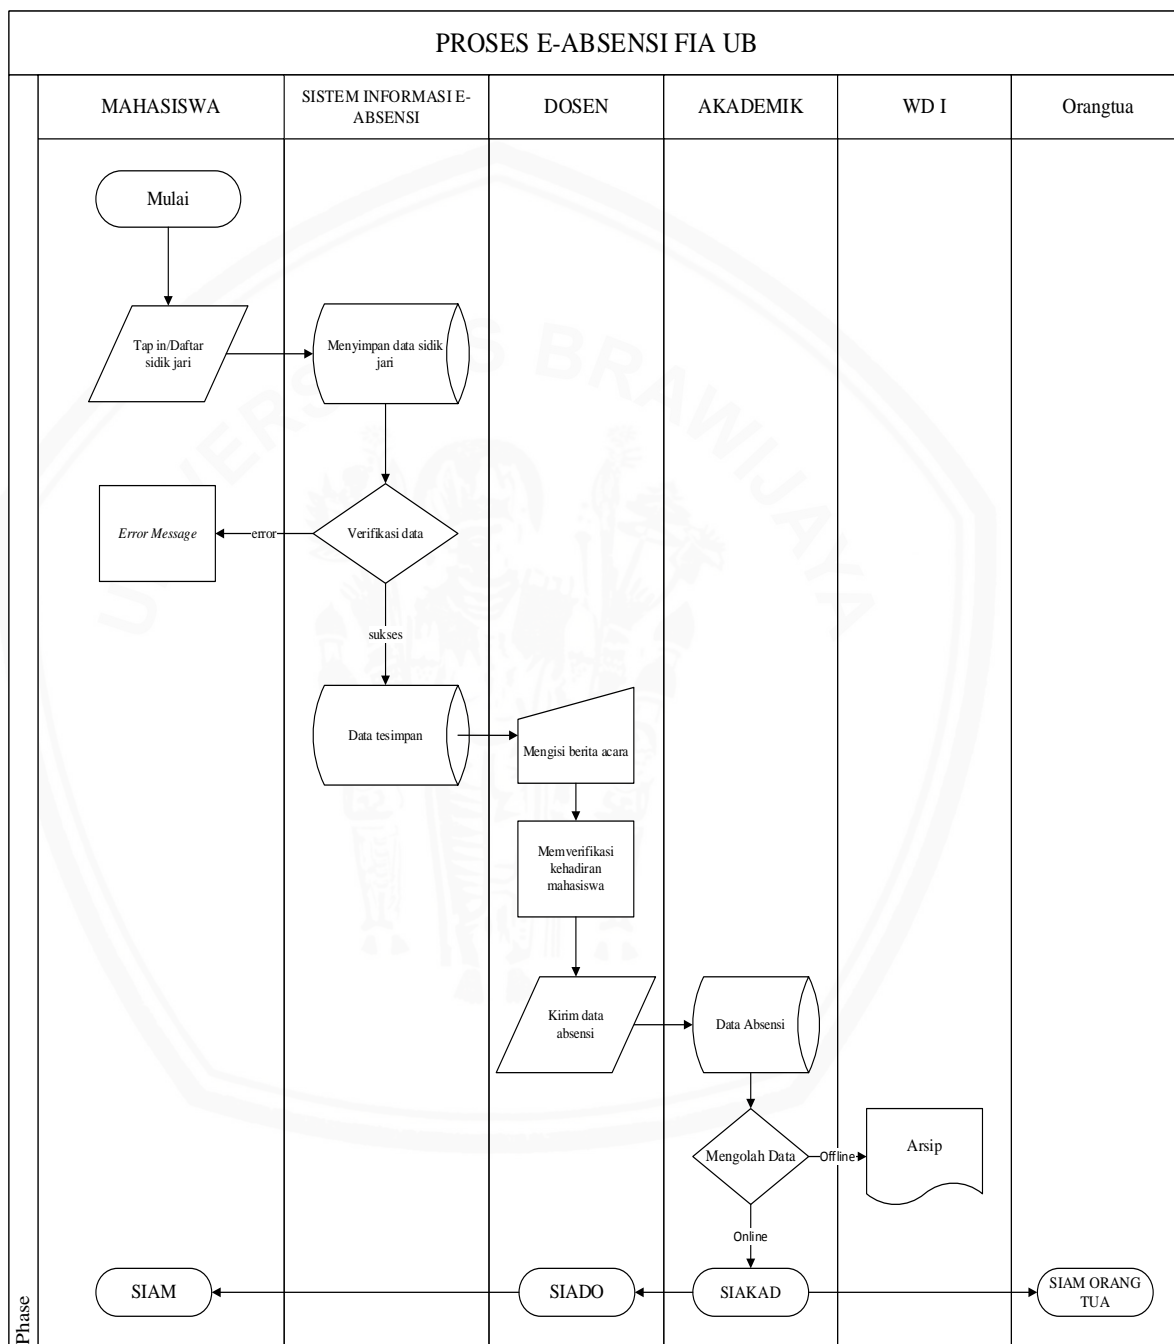 PROSES E-ABSENSI FIA UB
MAHASISWA
SISTEM INFORMASI E-
ABSENSI
DOSEN
AKADEMIK
WD I
Orangtua
Mulai
Tap in/Daftar
sidik jari
Menyimpan data sidik
jari
Error Message
error
Verifikasi data
sukses
Data tesimpan
Mengisi berita acara
Memverifikasi
kehadiran
mahasiswa
Kirim data
absensi
Data Absensi
Mengolah Data
Offline
Arsip
Online
SIAM
SIADO
SIAKAD
SIAM ORANG
TUA
Phase
UNIVERSITAS BRAWIJAYA